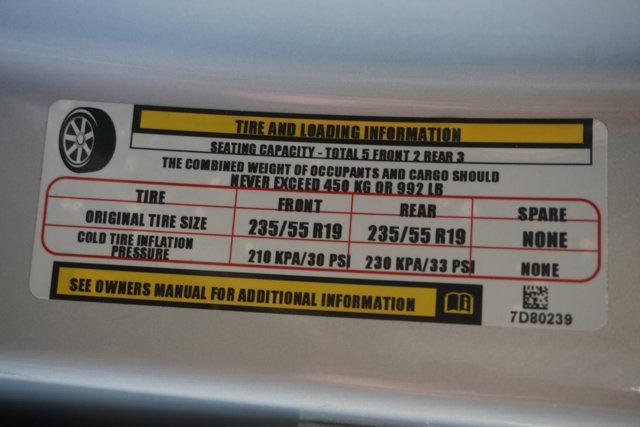 TIRE AND LOADING INFORMATION
SEATING CAPACITY - TOTAL 5 FRONT 2 REAR 3
THE COMBINED WEIGHT OF OCCUPANTS AND CARGO SHOULD
NEVER EXCEED 450 KG OR 992 LB
TIRE FRONT REAR SPARE
ORIGINAL TIRE SIZE 235/55 R19 235/55 R19 NONE
COLD TIRE INFLATION
PRESSURE 210 KPA/30 PSI 230 KPA/33 PSI NONE
SEE OWNERS MANUAL FOR ADDITIONAL INFORMATION
7D80239